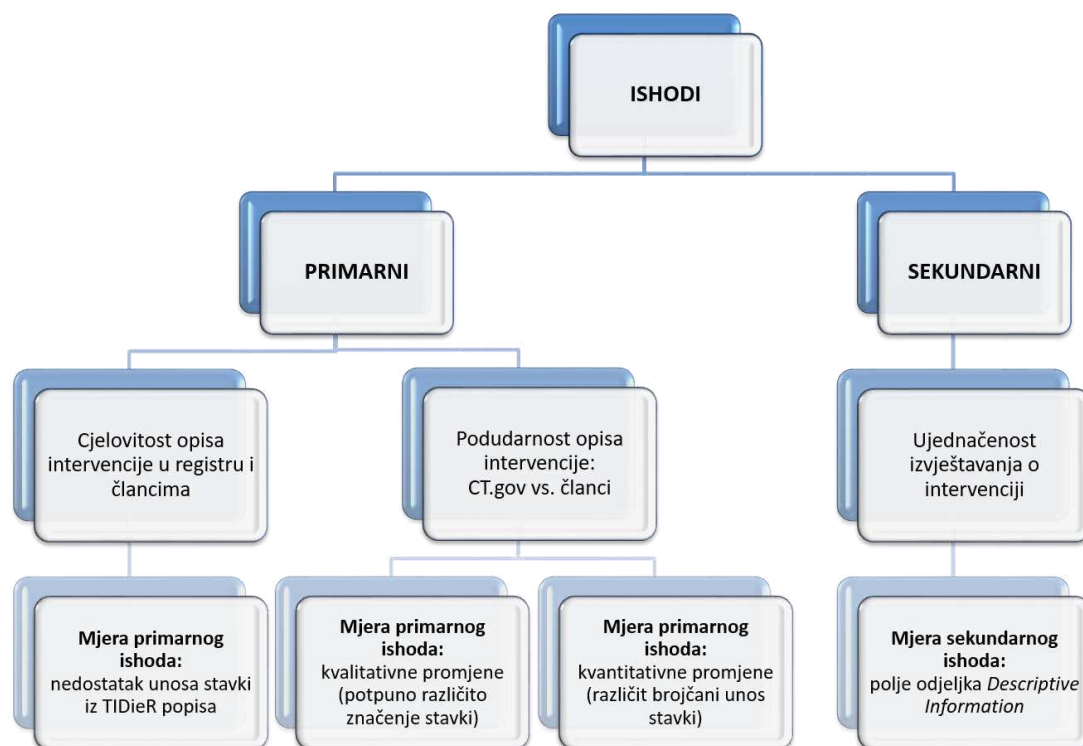 ISHODI
PRIMARNI
SEKUNDARNI
Cjelovitost opisa
intervencije u registru i
člancima
Podudarnost opisa
intervencije:
CT.gov vs. članci
Ujednačenost
izvještavanja o
intervenciji
Mjera primarnog
ishoda:
nedostatak unosa stavki
iz TIDieR popisa
Mjera primarnog
ishoda:
kvalitativne promjene
(potpuno različito
značenje stavki)
Mjera primarnog
ishoda:
kvantitativne promjene
(različit brojčani unos
stavki)
Mjera sekundarnog
ishoda:
polje odjeljka Descriptive
Information